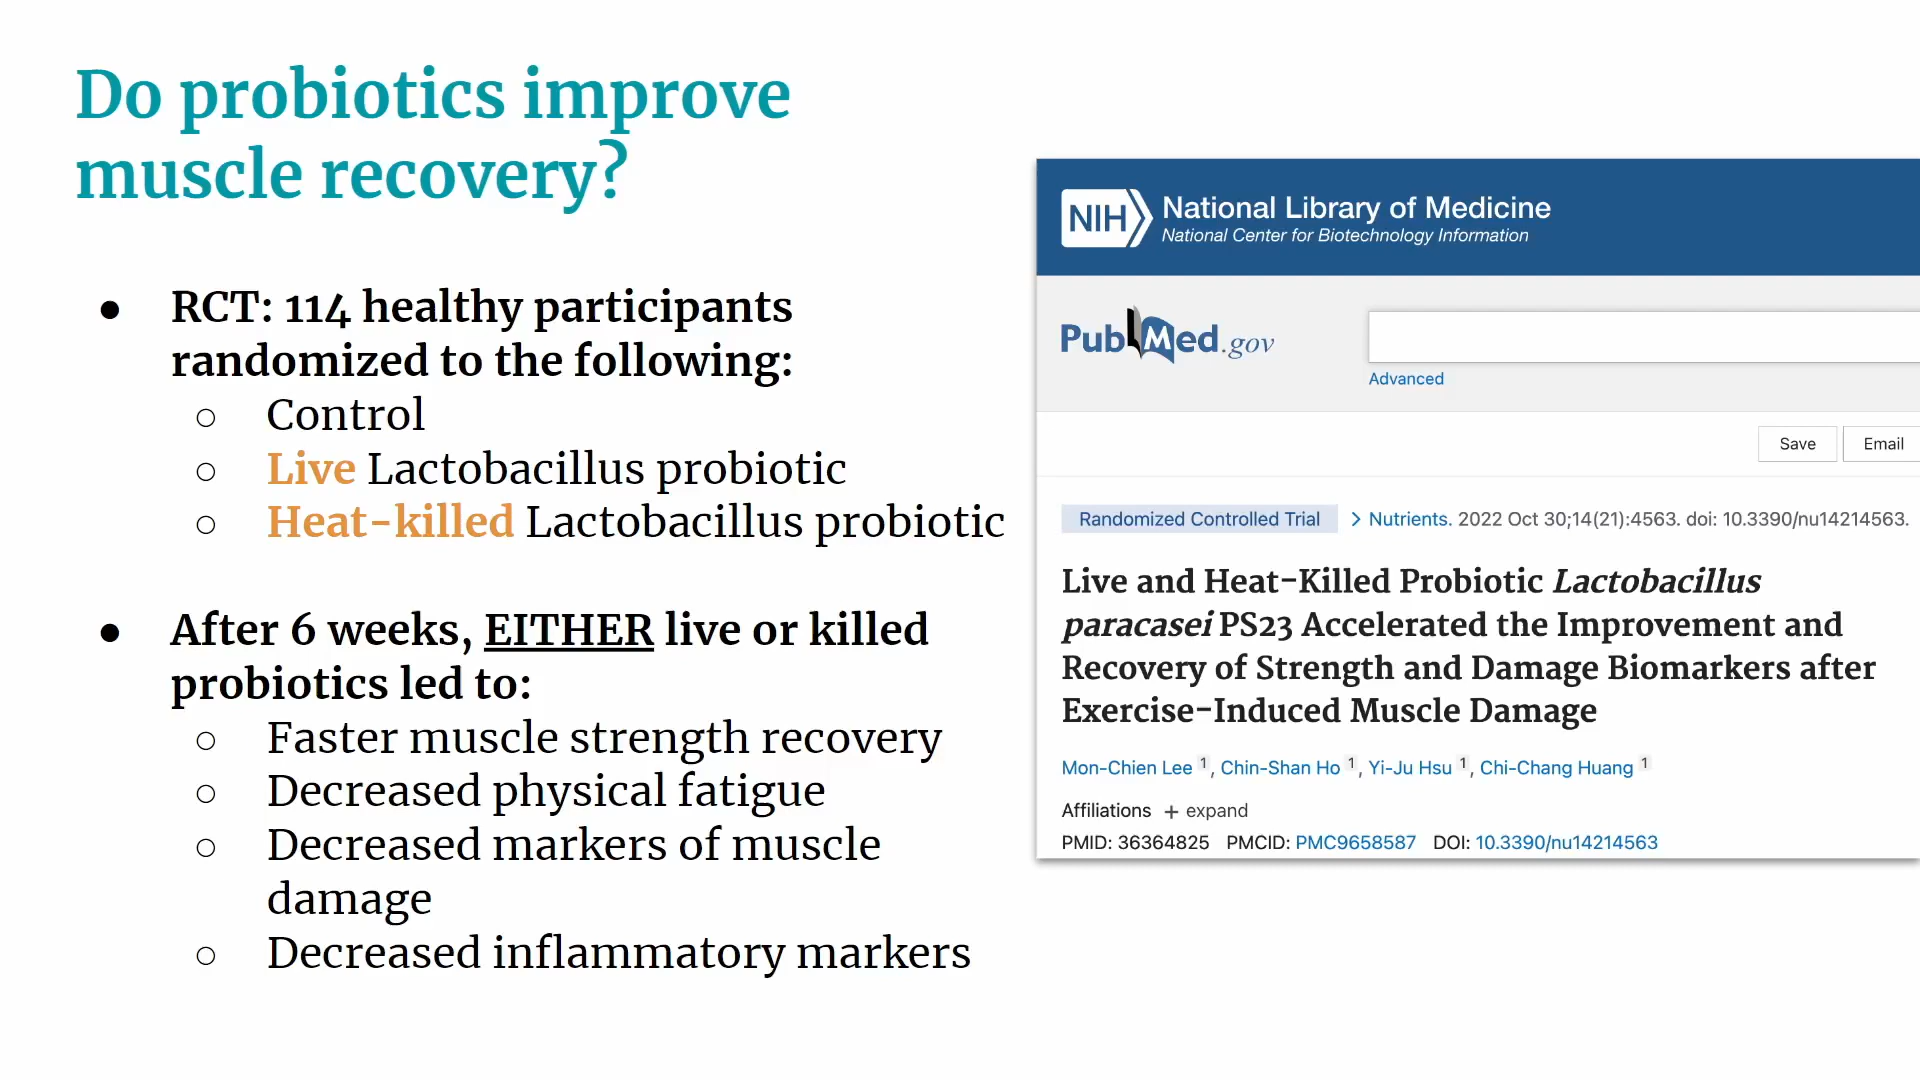 Do probiotics improve
muscle recovery?
● RCT: 114 healthy participants
randomized to the following:
○ Control
○ Live Lactobacillus probiotic
○ Heat-killed Lactobacillus probiotic
● After 6 weeks, EITHER live or killed
probiotics led to:
○ Faster muscle strength recovery
○ Decreased physical fatigue
○ Decreased markers of muscle
damage
○ Decreased inflammatory markers
NIH National Library of Medicine
National Center for Biotechnology Information
PubMed.gov
Advanced
Save Email
Randomized Controlled Trial > Nutrients. 2022 Oct 30;14(21):4563. doi: 10.3390/nu14214563.
Live and Heat-Killed Probiotic Lactobacillus
paracasei PS23 Accelerated the Improvement and
Recovery of Strength and Damage Biomarkers after
Exercise-Induced Muscle Damage
Mon-Chien Lee 1, Chin-Shan Ho 1, Yi-Ju Hsu 1, Chi-Chang Huang 1
Affiliations + expand
PMID: 36364825 PMCID: PMC9658587 DOI: 10.3390/nu14214563